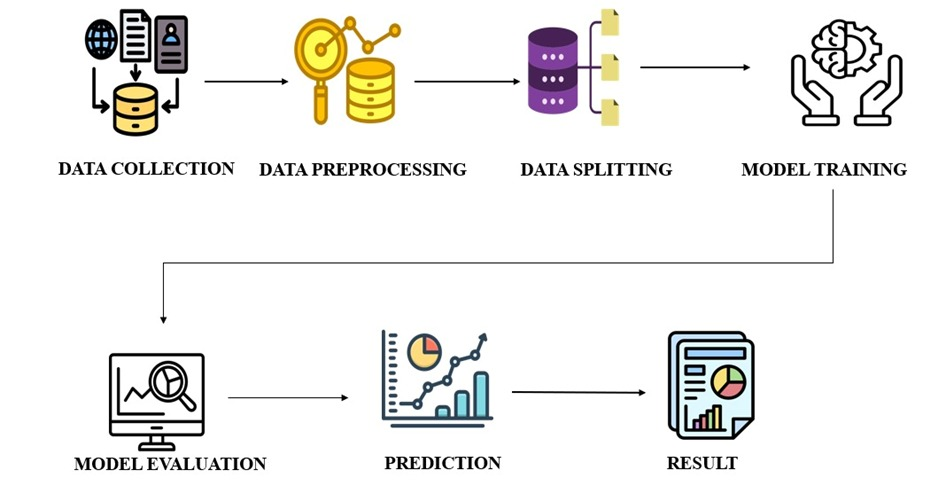 DATA COLLECTION
DATA PREPROCESSING
DATA SPLITTING
MODEL TRAINING
MODEL EVALUATION
PREDICTION
RESULT